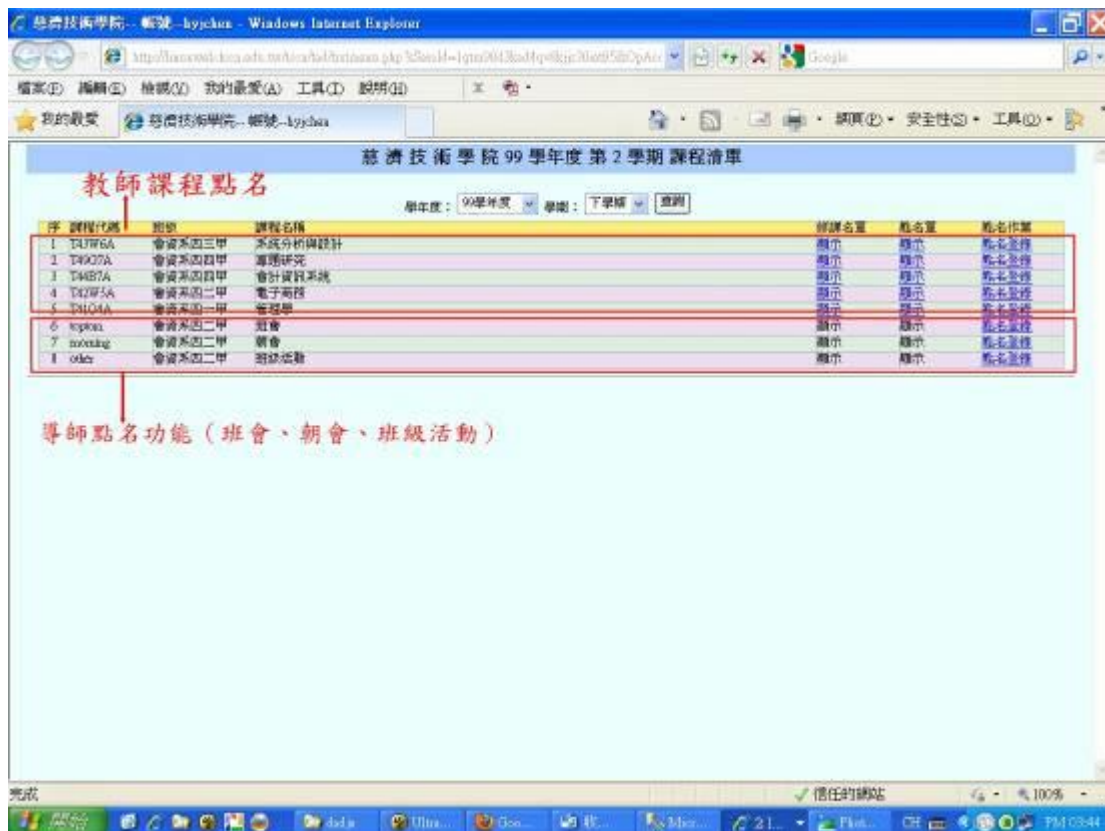 慈濟技術學院-- 帳號--hyjchen - Windows Internet Explorer
Google
檔案(F) 編輯(E) 檢視(V) 我的最愛(A) 工具(T) 說明(H)
我的最愛 慈濟技術學院-- 帳號--hyjchen 網頁(P) 安全性(S) 工具(O)
慈 濟 技 術 學 院 99 學年度 第 2 學期 課程清單
教師課程點名
學年度： 99學年度 學期： 下學期 查詢
序 課程代碼 班級 課程名稱 修課名單 點名單 點名作業
1 T43W6A 會資系四三甲 系統分析與設計 顯示 顯示 點名登錄
2 T49O7A 會資系四四甲 專題研究 顯示 顯示 點名登錄
3 T44B7A 會資系四四甲 會計資訊系統 顯示 顯示 點名登錄
4 T42W5A 會資系四二甲 電子商務 顯示 顯示 點名登錄
5 T41O4A 會資系四一甲 管理學 顯示 顯示 點名登錄
6 會資系四二甲 班會 顯示 顯示 點名登錄
7 morning 會資系四二甲 朝會 顯示 顯示 點名登錄
8 other 會資系四二甲 班級活動 顯示 顯示 點名登錄
導師點名功能（班會、朝會、班級活動）
完成 信任的網站 100%
開始 Ultra... Goo... Micr... CH PM 03:44